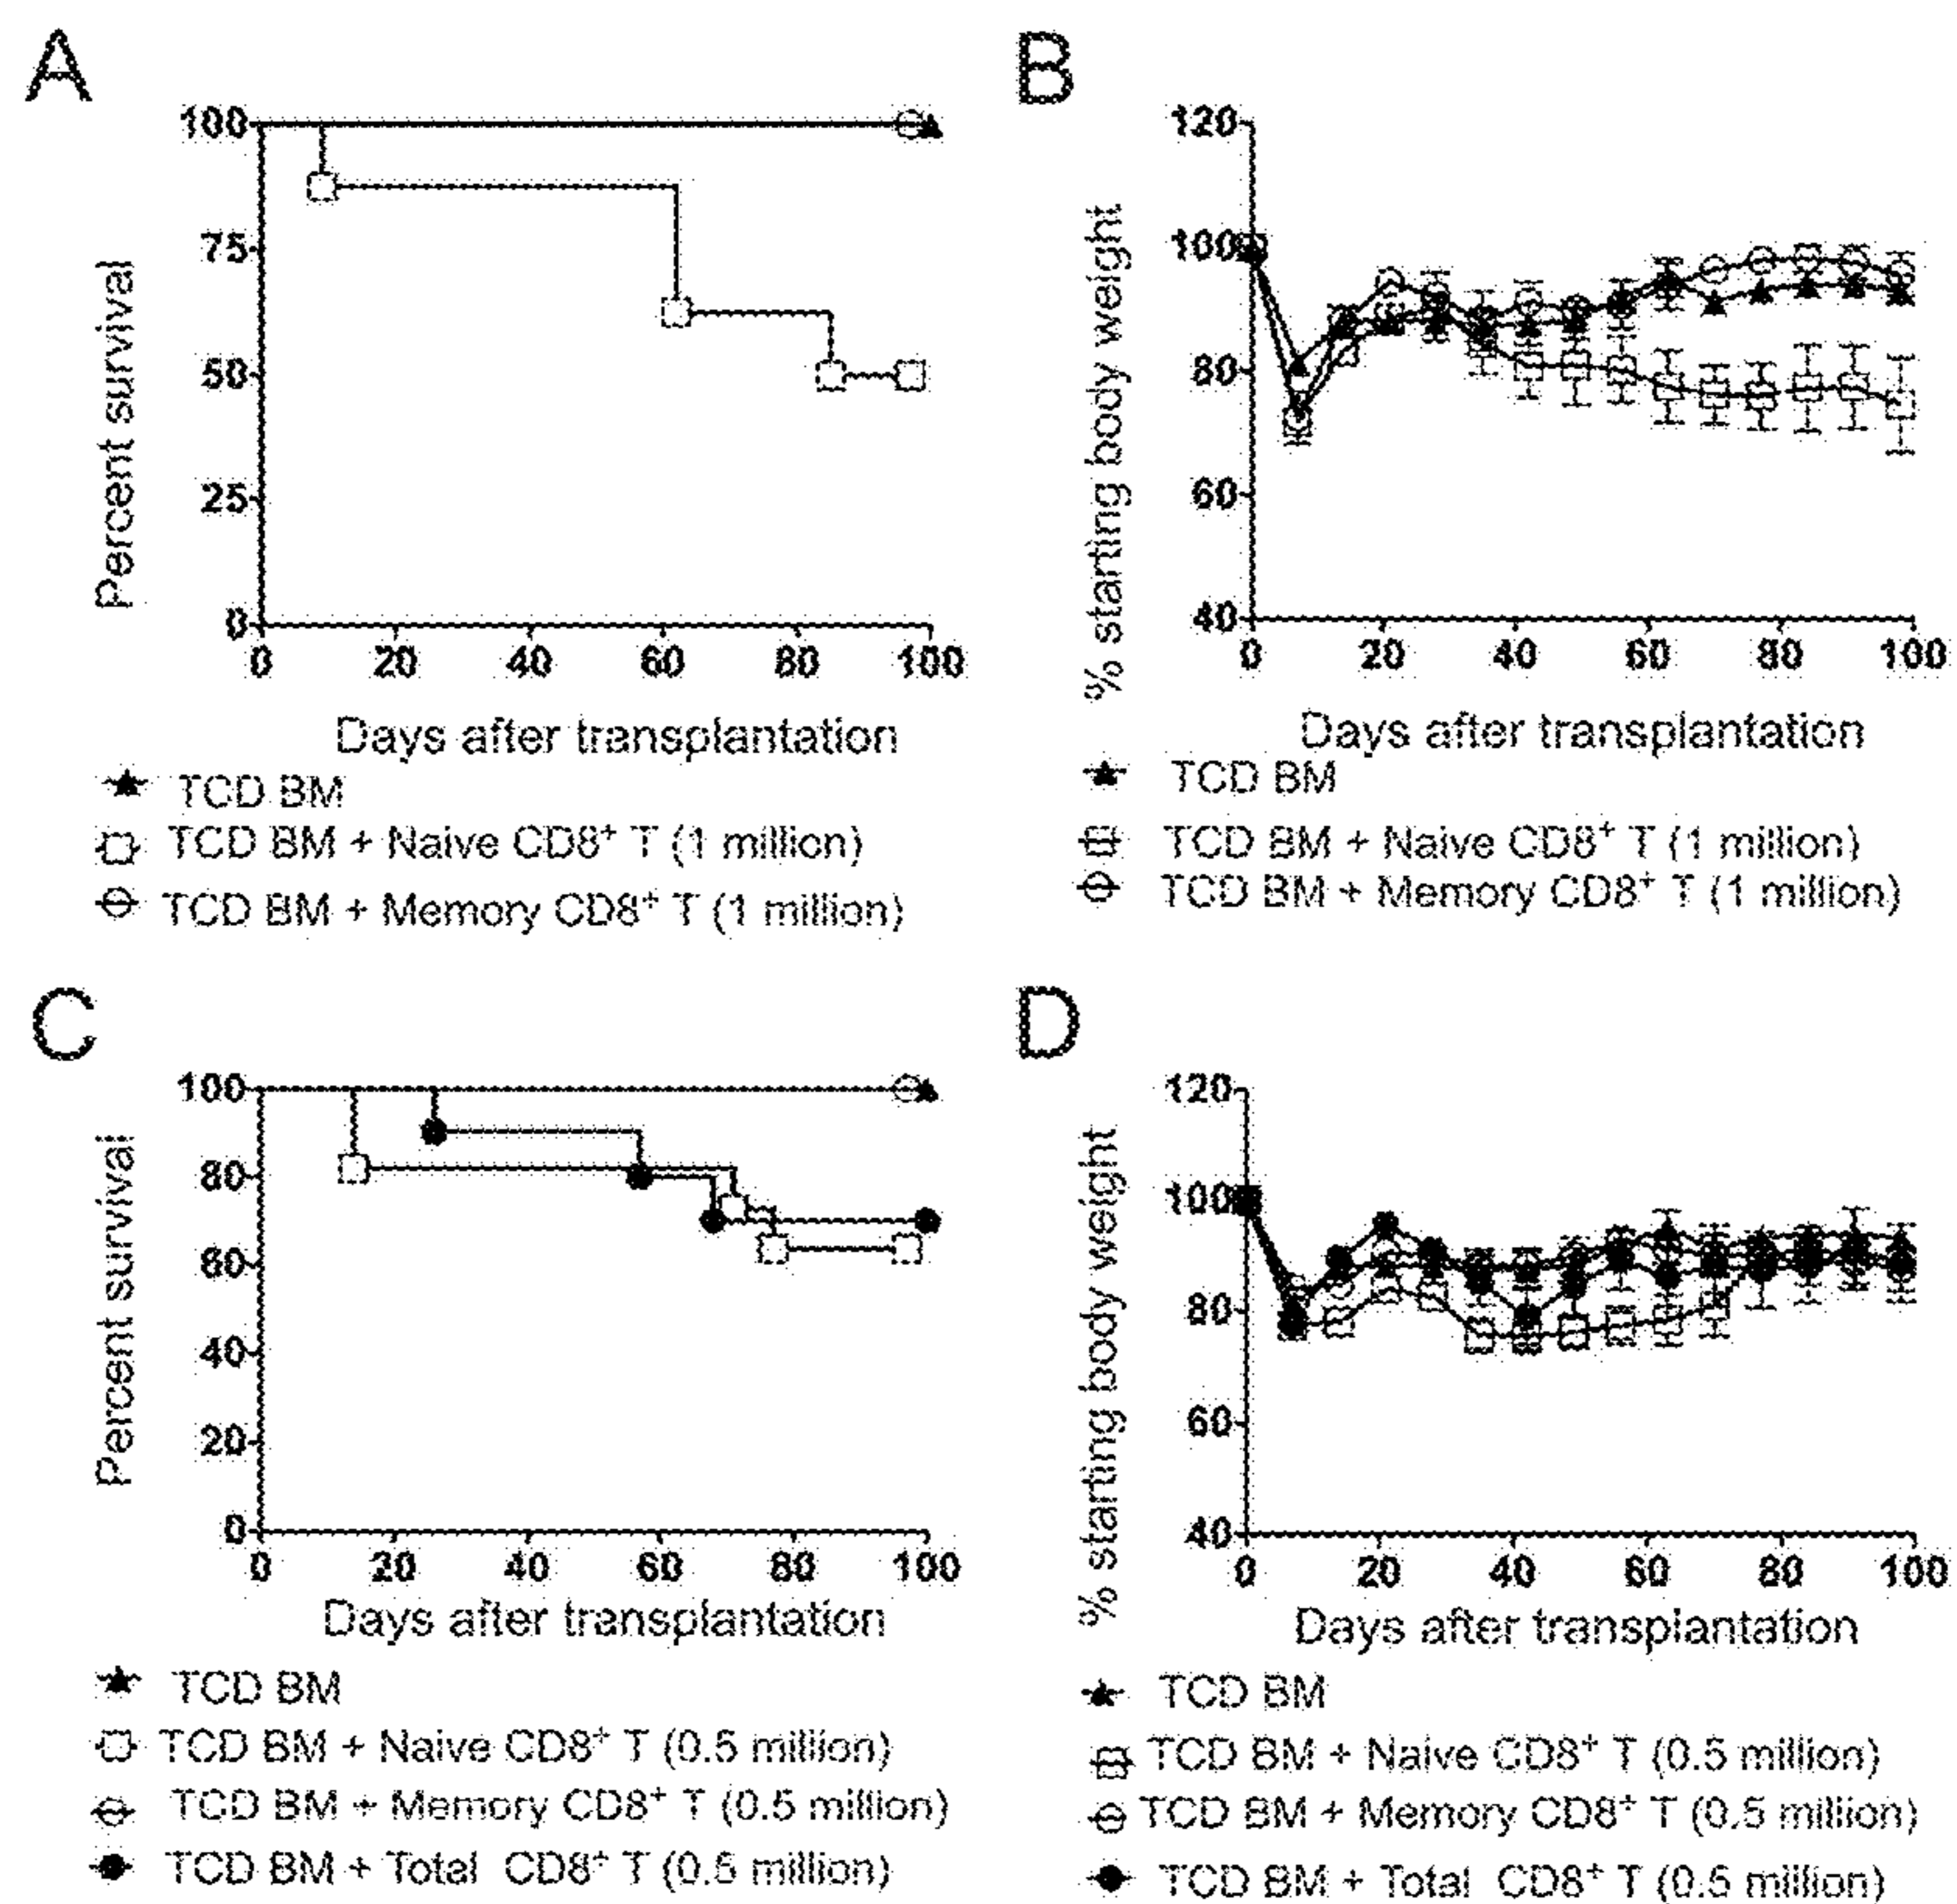 A
100
75
50
25
0
0 20 40 60 80 100
Percent survival
Days after transplantation
TCD BM
TCD BM + Naive CD8⁺ T (1 million)
TCD BM + Memory CD8⁺ T (1 million)
B
120
100
80
60
40
0 20 40 60 80 100
% starting body weight
Days after transplantation
TCD BM
TCD BM + Naive CD8⁺ T (1 million)
TCD BM + Memory CD8⁺ T (1 million)
C
100
80
60
40
20
0
0 20 40 60 80 100
Percent survival
Days after transplantation
TCD BM
TCD BM + Naive CD8⁺ T (0.5 million)
TCD BM + Memory CD8⁺ T (0.5 million)
TCD BM + Total CD8⁺ T (0.5 million)
D
120
100
80
60
40
0 20 40 60 80 100
% starting body weight
Days after transplantation
TCD BM
TCD BM + Naive CD8⁺ T (0.5 million)
TCD BM + Memory CD8⁺ T (0.5 million)
TCD BM + Total CD8⁺ T (0.5 million)